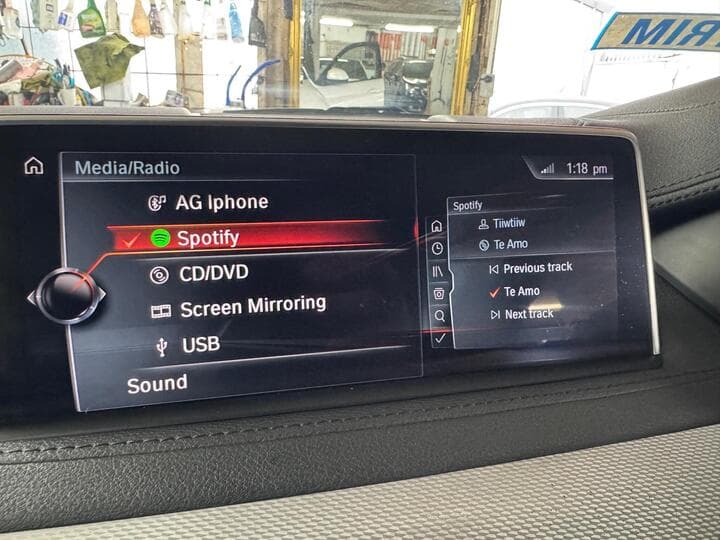 MIЯ
Media/Radio
1:18 pm
AG Iphone
Spotify
CD/DVD
Screen Mirroring
USB
Sound
Spotify
Tiiwtiiw
Te Amo
Previous track
Te Amo
Next track